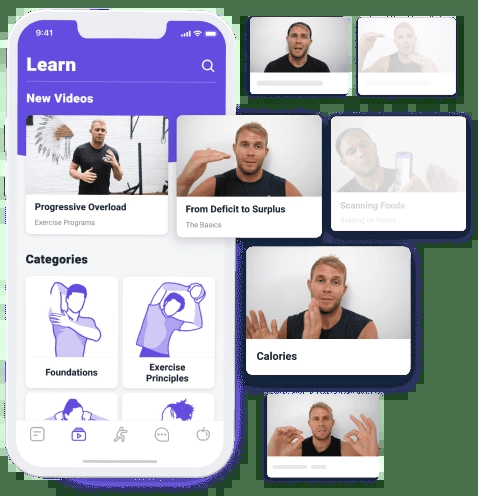 9:41
Learn
New Videos
Progressive Overload
Exercise Programs
From Deficit to Surplus
The Basics
Scanning Foods
Building on Basics
Calories
Categories
Foundations
Exercise
Principles